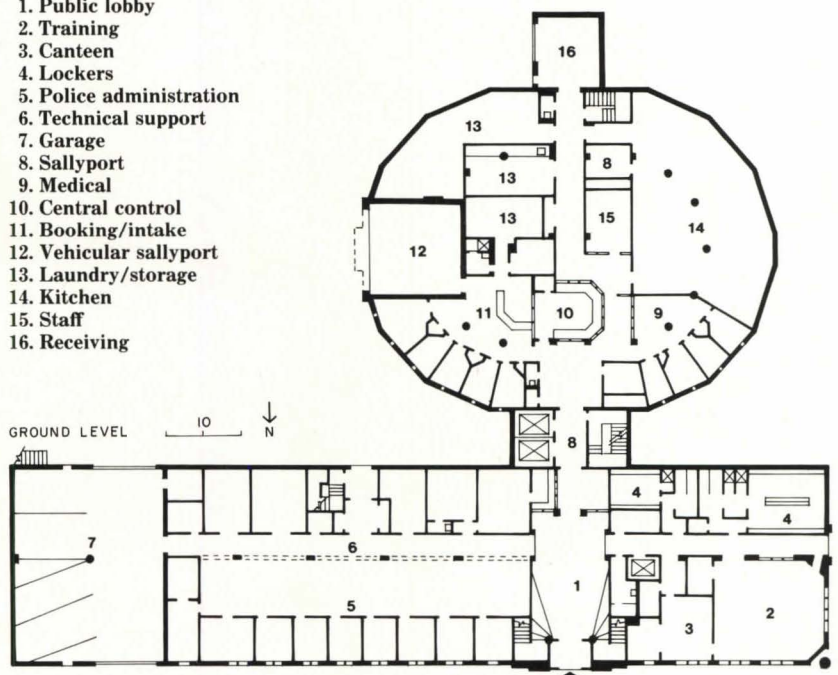 1. Public lobby
2. Training
3. Canteen
4. Lockers
5. Police administration
6. Technical support
7. Garage
8. Sallyport
9. Medical
10. Central control
11. Booking/intake
12. Vehicular sallyport
13. Laundry/storage
14. Kitchen
15. Staff
16. Receiving
GROUND LEVEL
10
N
16
13
13
8
13
15
14
12
11
10
9
8
4
4
7
6
5
1
3
2